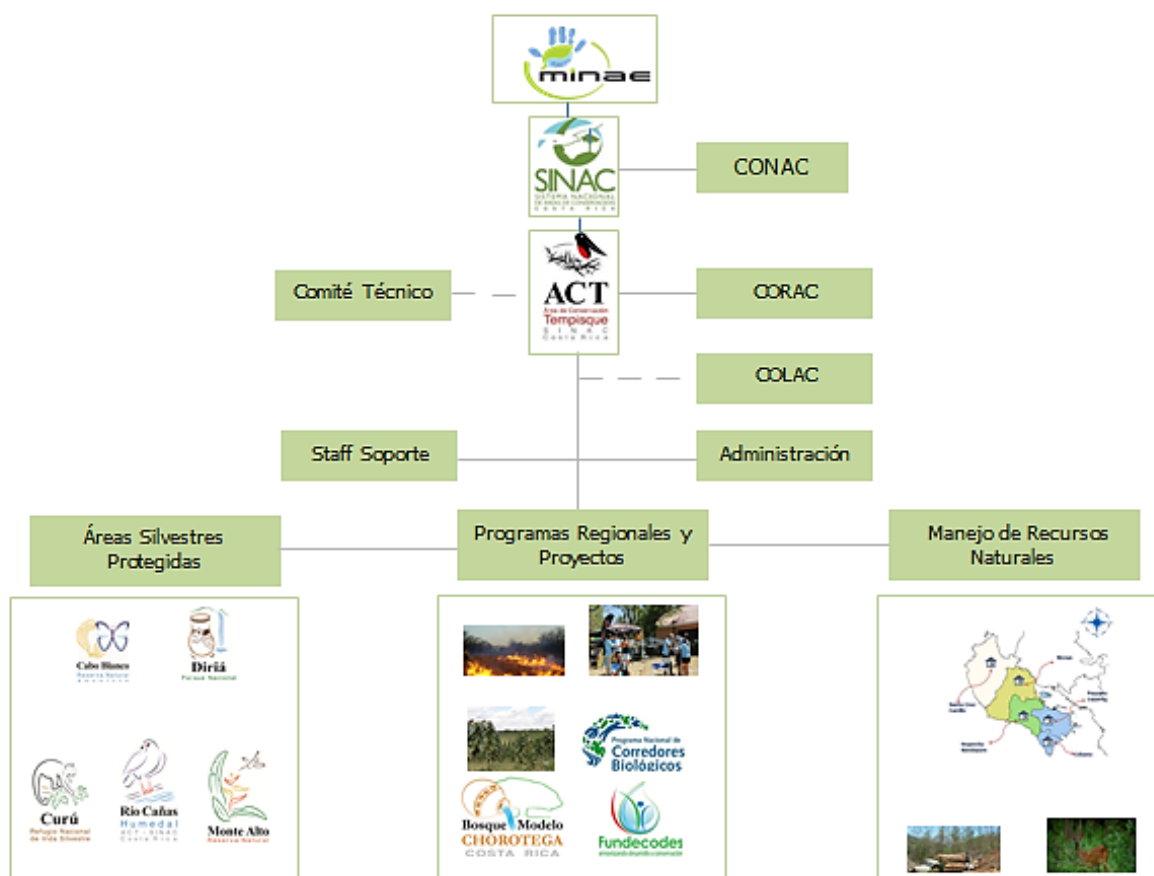 minae
SINAC
SISTEMA NACIONAL
DE ÁREAS DE CONSERVACIÓN
COSTA RICA
CONAC
ACT
Área de Conservación
Tempisque
SINAC
Costa Rica
Comité Técnico
CORAC
COLAC
Staff Soporte
Administración
Áreas Silvestres
Protegidas
Programas Regionales y
Proyectos
Manejo de Recursos
Naturales
Cabo Blanco
Reserva Natural
Diriá
Parque Nacional
Curú
Refugio Nacional
de Vida Silvestre
Río Cañas
Humedal
ACT - SINAC
Costa Rica
Monte Alto
Reserva Natural
Programa Nacional de
Corredores
Biológicos
Bosque Modelo
CHOROTEGA
COSTA RICA
Fundecodes